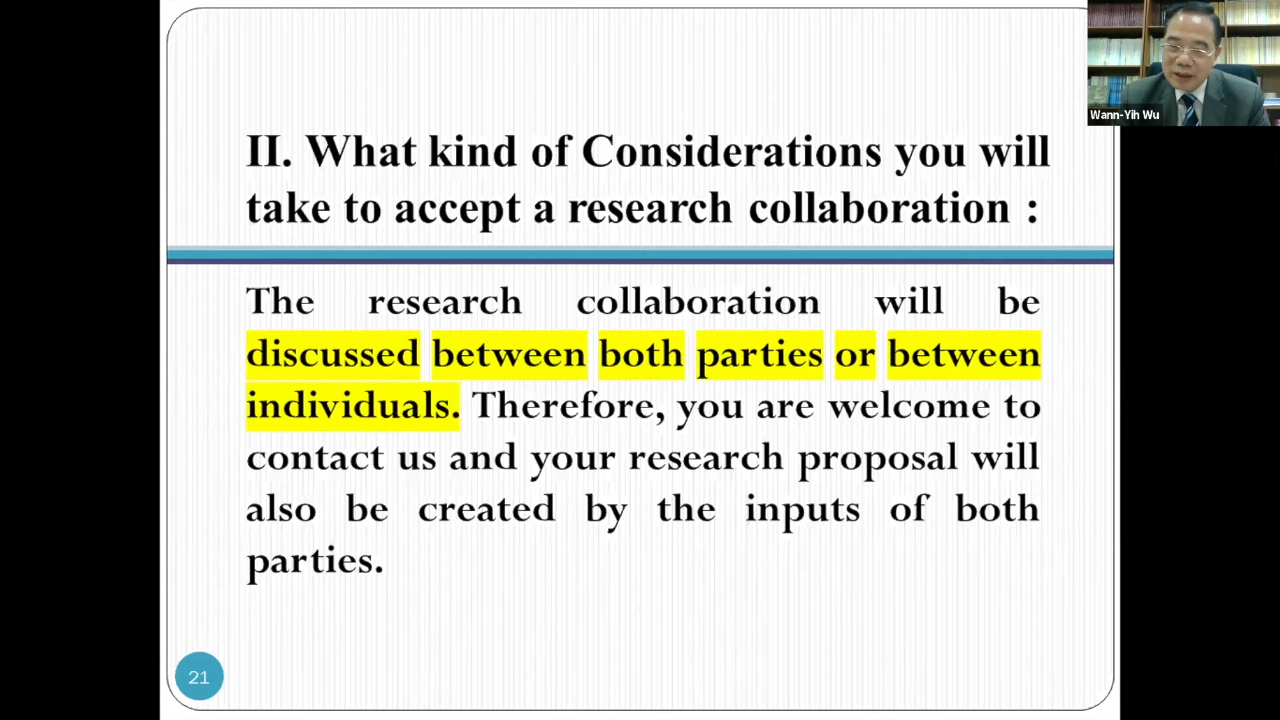 II. What kind of Considerations you will
take to accept a research collaboration :
The research collaboration will be
discussed between both parties or between
individuals. Therefore, you are welcome to
contact us and your research proposal will
also be created by the inputs of both
parties.
21
Wann-Yih Wu